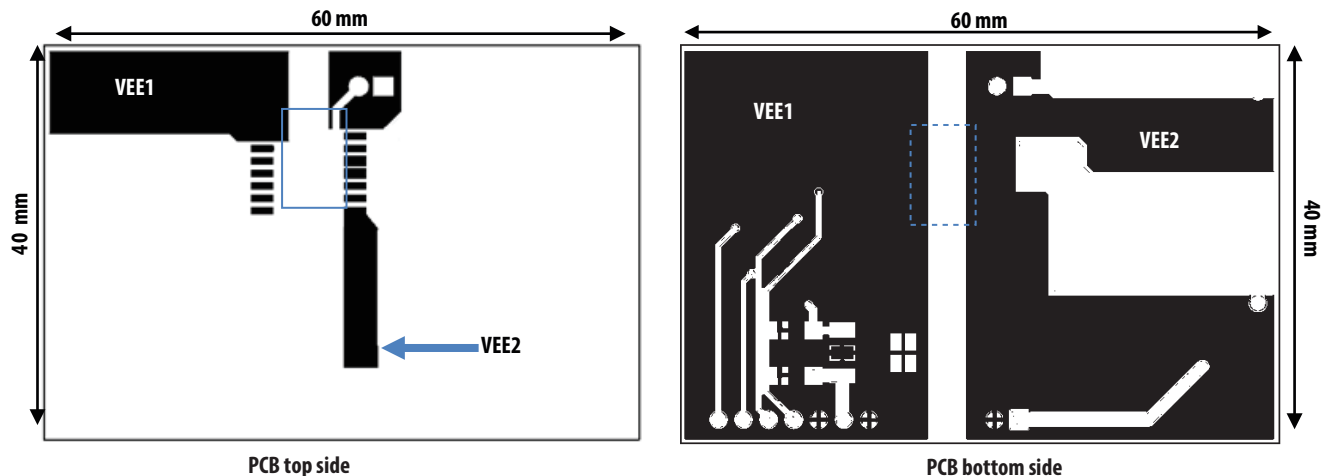 60 mm
VEE1
40 mm
VEE2
PCB top side
60 mm
VEE1
VEE2
40 mm
PCB bottom side